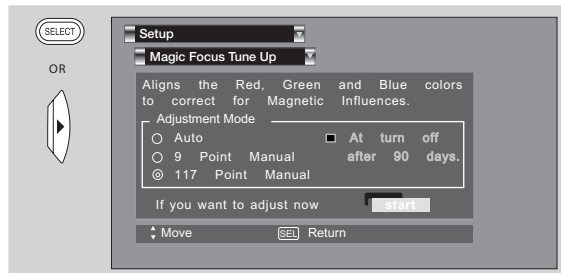 SELECT
OR
Setup
Magic Focus Tune Up
Aligns the Red, Green and Blue colors
to correct for Magnetic Influences.
Adjustment Mode
Auto
At turn off
after 90 days.
9 Point Manual
117 Point Manual
If you want to adjust now
start
Move
SEL Return